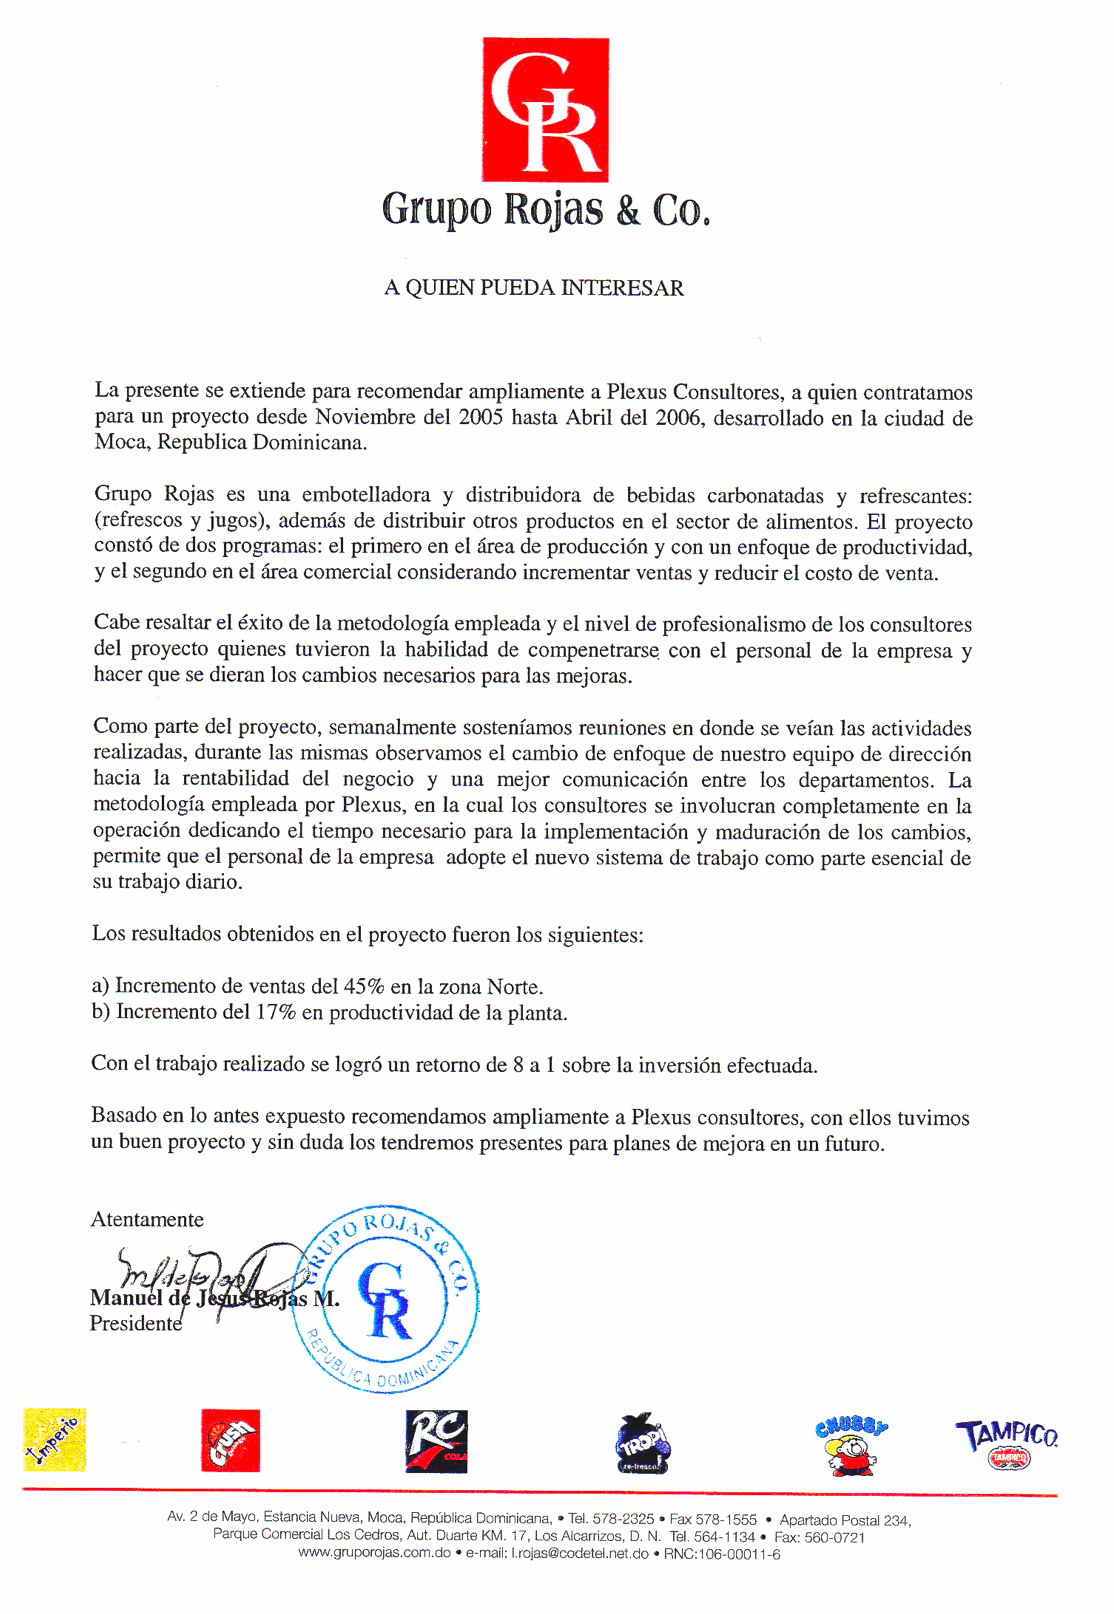 GR
Grupo Rojas & Co.
A QUIEN PUEDA INTERESAR
La presente se extiende para recomendar ampliamente a Plexus Consultores, a quien contratamos
para un proyecto desde Noviembre del 2005 hasta Abril del 2006, desarrollado en la ciudad de
Moca, Republica Dominicana.
Grupo Rojas es una embotelladora y distribuidora de bebidas carbonatadas y refrescantes:
(refrescos y jugos), además de distribuir otros productos en el sector de alimentos. El proyecto
constó de dos programas: el primero en el área de producción y con un enfoque de productividad,
y el segundo en el área comercial considerando incrementar ventas y reducir el costo de venta.
Cabe resaltar el éxito de la metodología empleada y el nivel de profesionalismo de los consultores
del proyecto quienes tuvieron la habilidad de compenetrarse con el personal de la empresa y
hacer que se dieran los cambios necesarios para las mejoras.
Como parte del proyecto, semanalmente sosteníamos reuniones en donde se veían las actividades
realizadas, durante las mismas observamos el cambio de enfoque de nuestro equipo de dirección
hacia la rentabilidad del negocio y una mejor comunicación entre los departamentos. La
metodología empleada por Plexus, en la cual los consultores se involucran completamente en la
operación dedicando el tiempo necesario para la implementación y maduración de los cambios,
permite que el personal de la empresa adopte el nuevo sistema de trabajo como parte esencial de
su trabajo diario.
Los resultados obtenidos en el proyecto fueron los siguientes:
a) Incremento de ventas del 45% en la zona Norte.
b) Incremento del 17% en productividad de la planta.
Con el trabajo realizado se logró un retorno de 8 a 1 sobre la inversión efectuada.
Basado en lo antes expuesto recomendamos ampliamente a Plexus consultores, con ellos tuvimos
un buen proyecto y sin duda los tendremos presentes para planes de mejora en un futuro.
Atentamente
Manuel de Jesus Rojas M.
Presidente
GRUPO ROJAS & CO.
GR
REPUBLICA DOMINICANA
Imperio
Crush
RC COLA
TROPI
re-fresco
CHUBBY
TAMPICO
TAMPICO
Av. 2 de Mayo, Estancia Nueva, Moca, República Dominicana, • Tel. 578-2325 • Fax 578-1555 • Apartado Postal 234,
Parque Comercial Los Cedros, Aut. Duarte KM. 17, Los Alcarrizos, D. N. Tel. 564-1134 • Fax: 560-0721
www.gruporojas.com.do • e-mail: l.rojas@codetel.net.do • RNC:106-00011-6